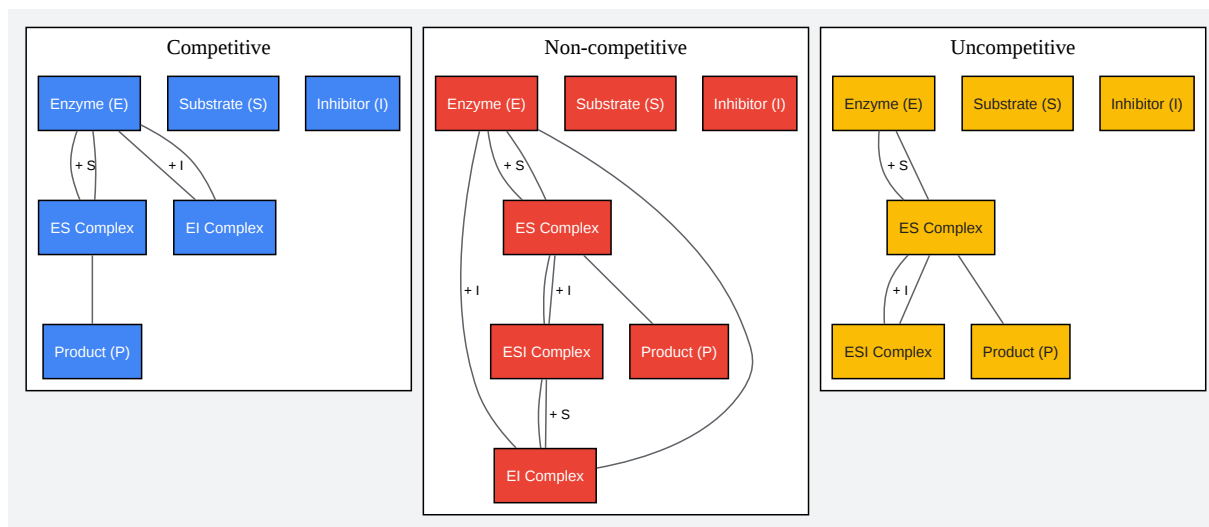 Competitive
Enzyme (E)
Substrate (S)
Inhibitor (I)
+ S
+ I
ES Complex
EI Complex
Product (P)
Non-competitive
Enzyme (E)
Substrate (S)
Inhibitor (I)
+ S
ES Complex
+ I
+ I
ESI Complex
Product (P)
+ S
EI Complex
Uncompetitive
Enzyme (E)
Substrate (S)
Inhibitor (I)
+ S
ES Complex
+ I
ESI Complex
Product (P)